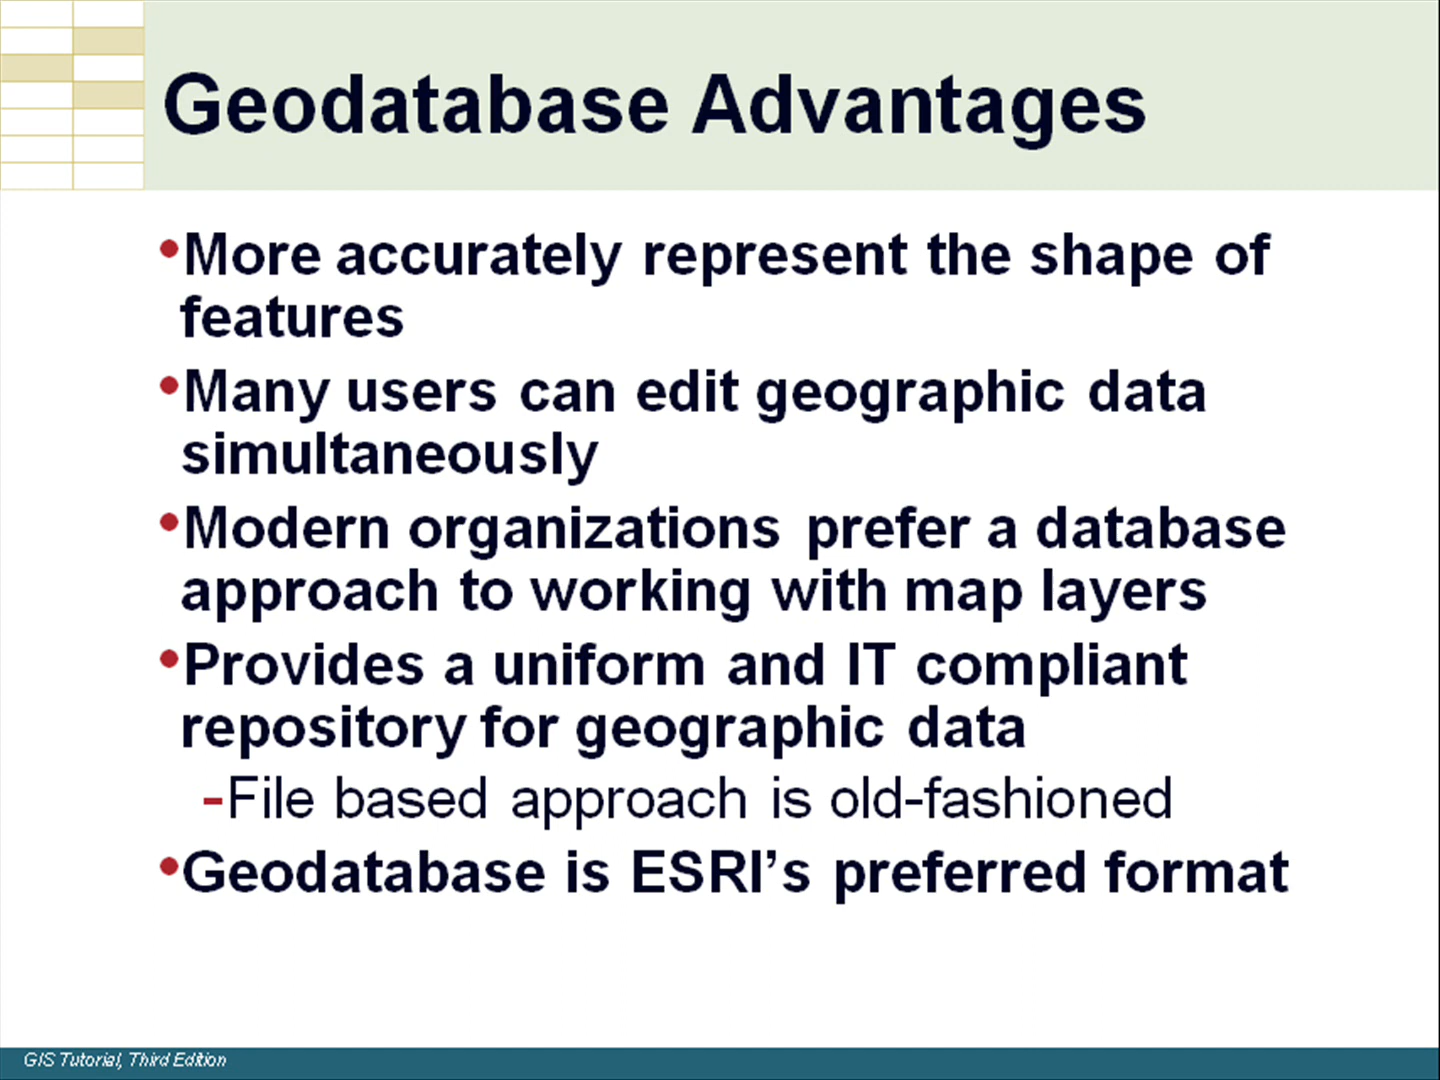 Geodatabase Advantages
•More accurately represent the shape of
features
•Many users can edit geographic data
simultaneously
•Modern organizations prefer a database
approach to working with map layers
•Provides a uniform and IT compliant
repository for geographic data
-File based approach is old-fashioned
•Geodatabase is ESRI’s preferred format
GIS Tutorial, Third Edition